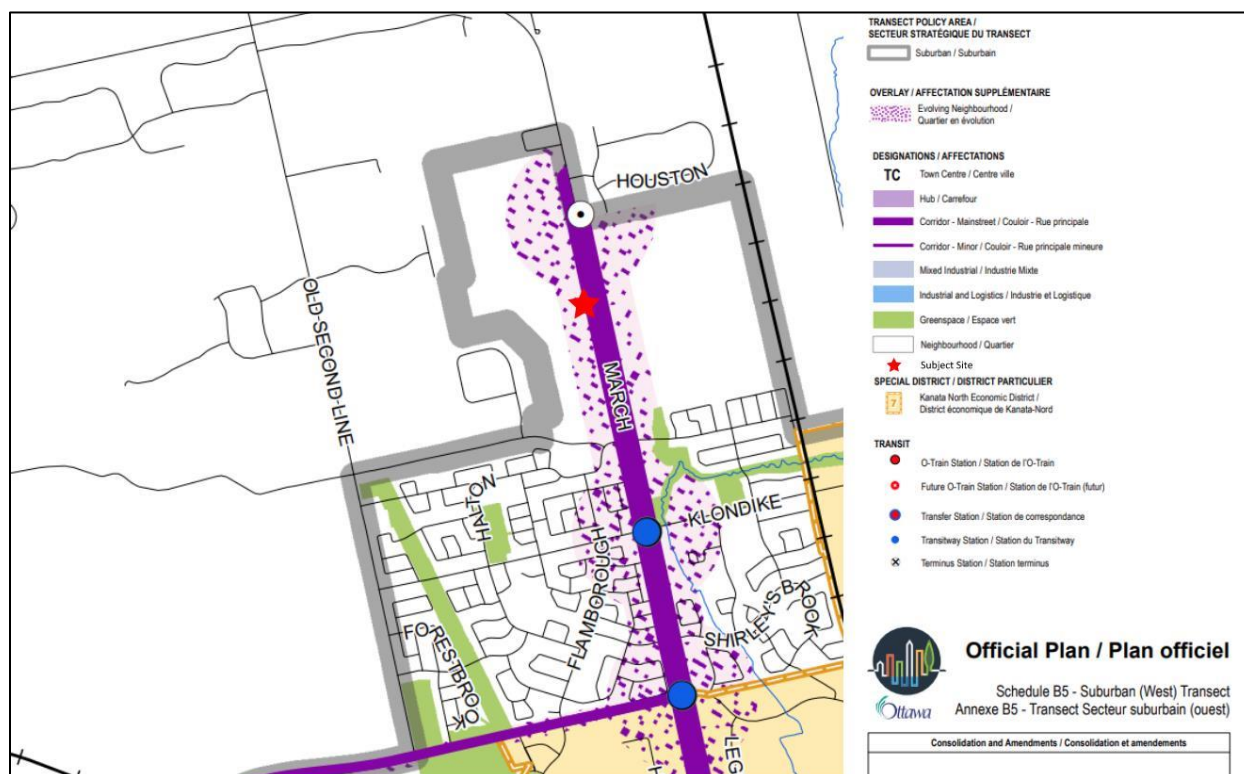 HOUSTON
OLD-SECOND-LINE
MARCH
HALTON
KLONDIKE
FLAMBOROUGH
SHIRLEY'S-B-ROOK
FO-RESTBROOK
LEG
H
TRANSECT POLICY AREA /
SECTEUR STRATÉGIQUE DU TRANSECT
Suburban / Suburbain
OVERLAY / AFFECTATION SUPPLÉMENTAIRE
Evolving Neighbourhood /
Quartier en évolution
DESIGNATIONS / AFFECTATIONS
TC Town Centre / Centre ville
Hub / Carrefour
Corridor - Mainstreet / Couloir - Rue principale
Corridor - Minor / Couloir - Rue principale mineure
Mixed Industrial / Industrie Mixte
Industrial and Logistics / Industrie et Logistique
Greenspace / Espace vert
Neighbourhood / Quartier
Subject Site
SPECIAL DISTRICT / DISTRICT PARTICULIER
7 Kanata North Economic District /
District économique de Kanata-Nord
TRANSIT
O-Train Station / Station de l'O-Train
Future O-Train Station / Station de l'O-Train (futur)
Transfer Station / Station de correspondance
Transitway Station / Station du Transitway
Terminus Station / Station terminus
Official Plan / Plan officiel
Ottawa
Schedule B5 - Suburban (West) Transect
Annexe B5 - Transect Secteur suburbain (ouest)
Consolidation and Amendments / Consolidation et amendements